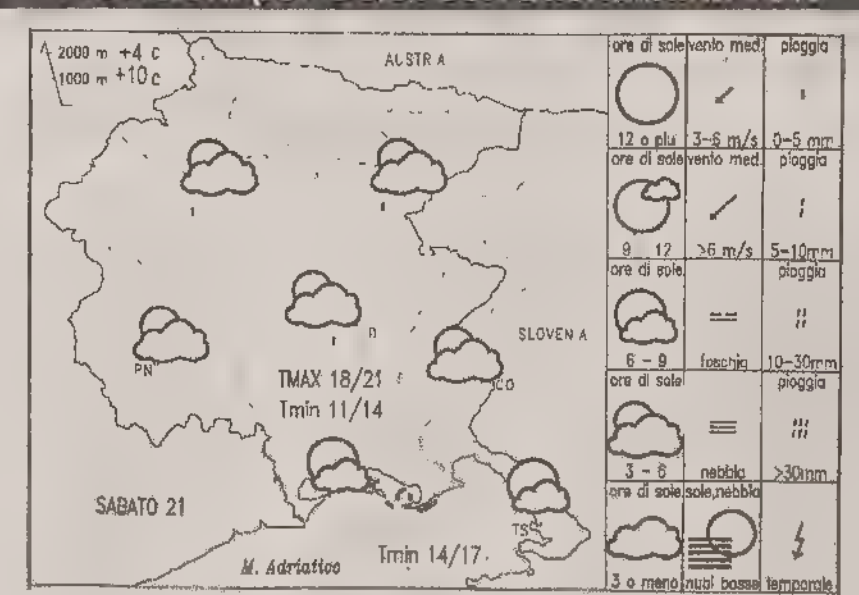 2000 m +4 c
1000 m +10 c
AUSTRIA
SLOVENIA
PN
TMAX 18/21
Tmin 11/14
SABATO 21
M. Adriatico
Tmin 14/17
TS
ore di sole vento med. pioggia
12 o più 3-6 m/s 0-5 mm
ore di sole vento med. pioggia
9 12 >6 m/s 5-10mm
ore di sole pioggia
6 - 9 foschia 10-30mm
ore di sole pioggia
3 - 6 nebbia >30mm
ore di sole sole,nebbia
3 o meno nubi basse temporale